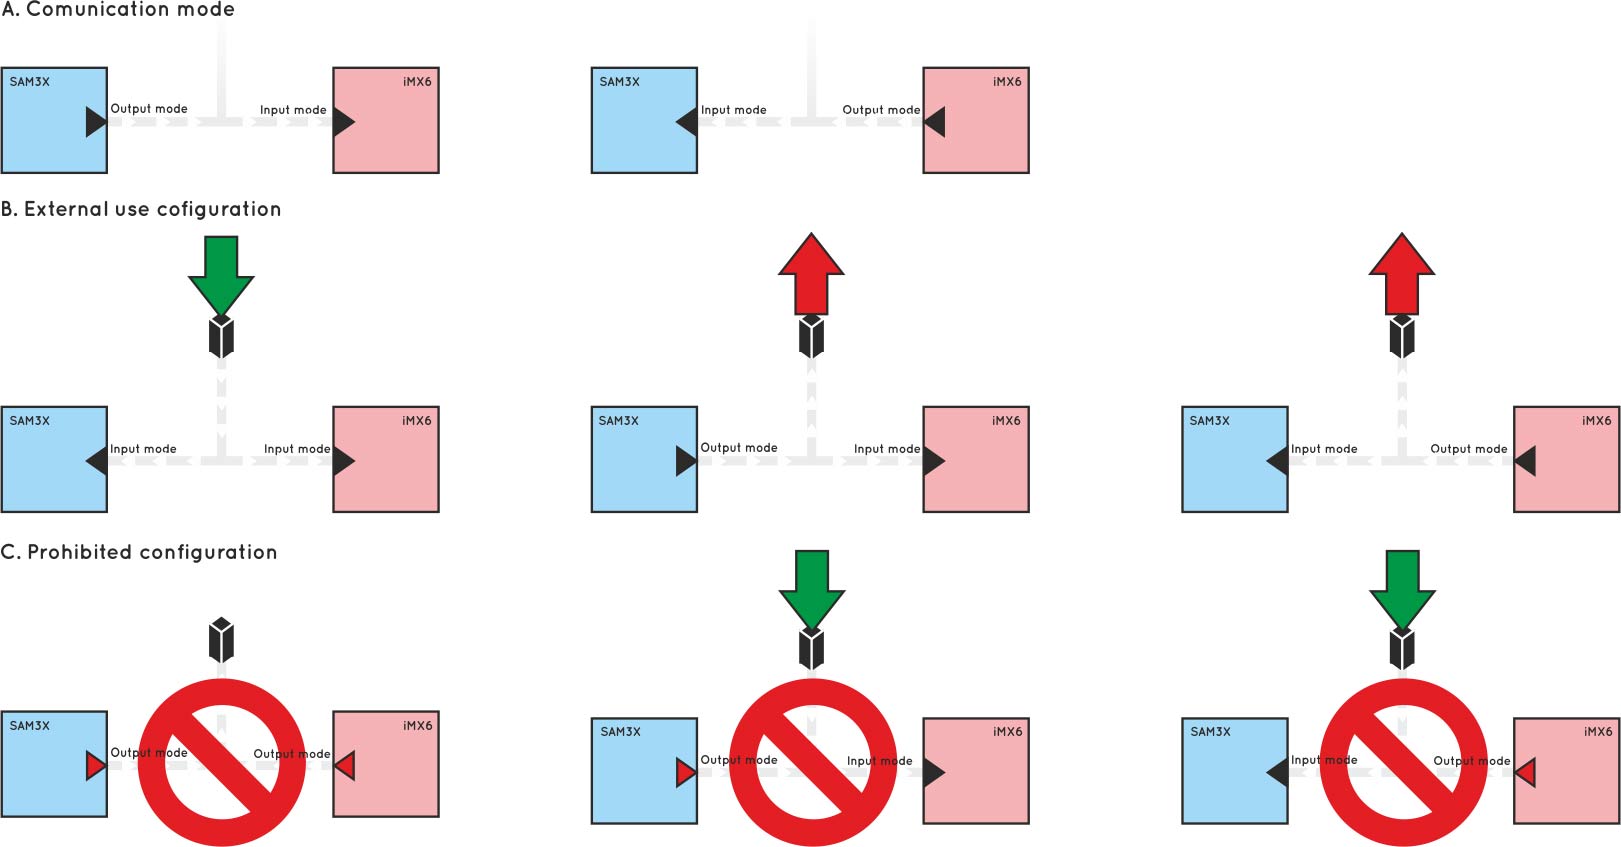 A. Comunication mode
SAM3X
iMX6
Output mode
Input mode
SAM3X
iMX6
Input mode
Output mode
B. External use cofiguration
SAM3X
iMX6
Input mode
Input mode
SAM3X
iMX6
Output mode
Input mode
SAM3X
iMX6
Input mode
Output mode
C. Prohibited configuration
SAM3X
iMX6
Output mode
Output mode
SAM3X
iMX6
Output mode
Input mode
SAM3X
iMX6
Input mode
Output mode